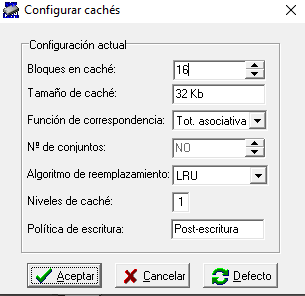 Configurar cachés
Configuración actual
Bloques en caché: 16
Tamaño de caché: 32 Kb
Función de correspondencia: Tot. asociativa
Nº de conjuntos: NO
Algoritmo de reemplazamiento: LRU
Niveles de caché: 1
Política de escritura: Post-escritura
Aceptar Cancelar Defecto